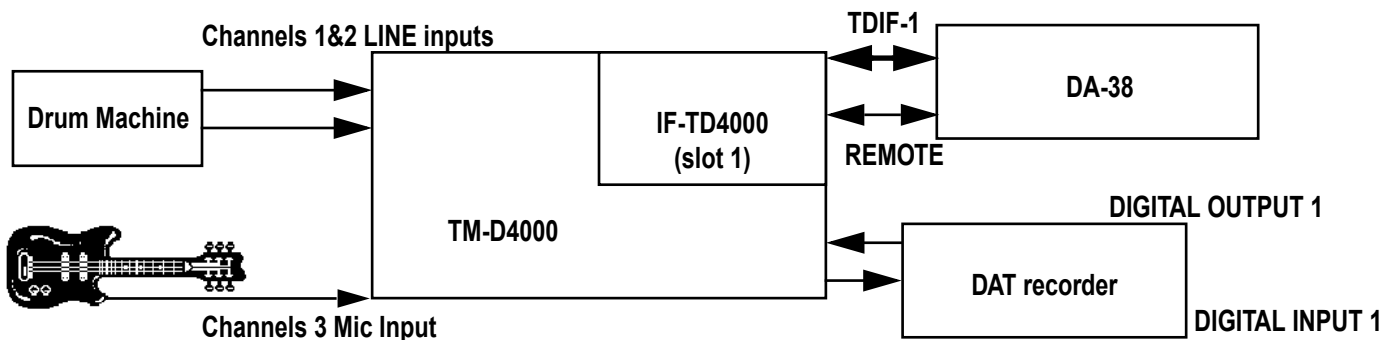 Channels 1&2 LINE inputs
TDIF-1
Drum Machine
IF-TD4000
(slot 1)
DA-38
REMOTE
TM-D4000
DIGITAL OUTPUT 1
DAT recorder
Channels 3 Mic Input
DIGITAL INPUT 1